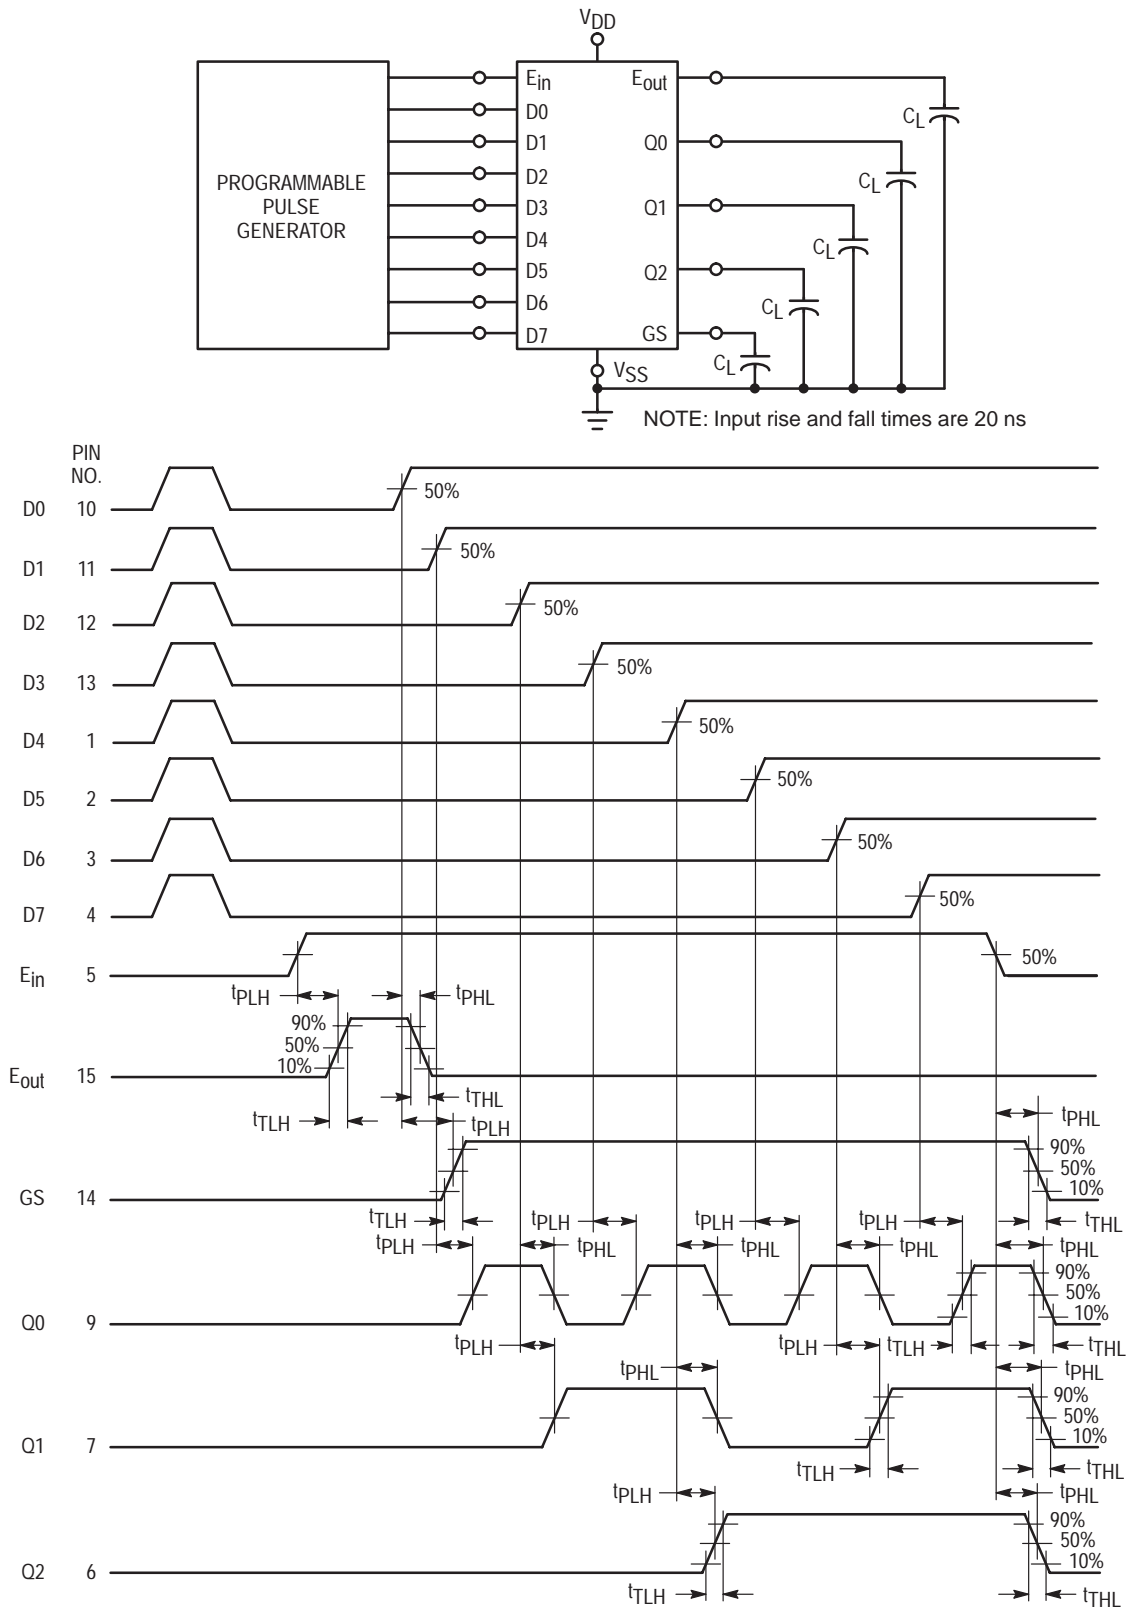 VDD
Ein Eout
D0
D1 Q0
D2
D3 Q1
D4
D5 Q2
D6
D7 GS
PROGRAMMABLE
PULSE
GENERATOR
CL
CL
CL
CL
CL
VSS
NOTE: Input rise and fall times are 20 ns
PIN
NO.
D0 10 50%
D1 11 50%
D2 12 50%
D3 13 50%
D4 1 50%
D5 2 50%
D6 3 50%
D7 4 50%
Ein 5 50%
tPLH tPHL
90%
50%
10%
Eout 15
tTHL
tTLH tPLH tPHL
90%
50%
10%
GS 14
tTLH tPLH tPLH tPLH tTHL
tPLH tPHL tPHL tPHL tPHL
90%
50%
10%
Q0 9
tPLH tPLH tTLH tTHL
tPHL tPHL
90%
50%
10%
Q1 7
tTLH tTHL
tPLH tPHL
90%
50%
10%
Q2 6
tTLH tTHL